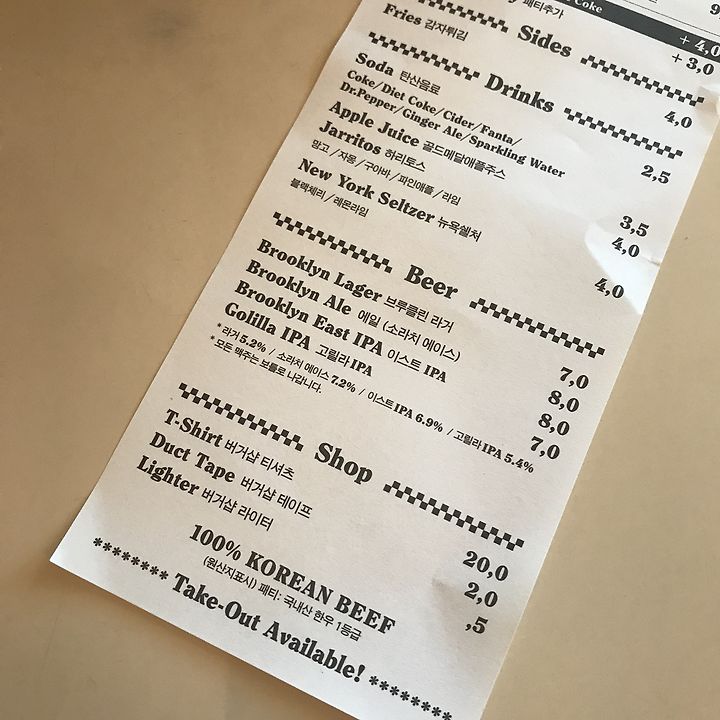 패티추가
Coke
+ 4,0
Fries 감자튀김 + 3,0
Sides
4,0
Drinks
Soda 탄산음료 2,5
Coke/Diet Coke/Cider/Fanta/
Dr.Pepper/Ginger Ale/Sparkling Water
Apple Juice 골드메달애플주스 3,5
Jarritos 하리토스 4,0
망고/자몽/구아바/파인애플/라임
New York Seltzer 뉴욕쎌처 4,0
블랙체리/레몬라임
Beer
Brooklyn Lager 브루클린 라거 7,0
Brooklyn Ale 에일 (소라치 에이스) 8,0
Brooklyn East IPA 이스트 IPA 8,0
Golilla IPA 고릴라 IPA 7,0
*라거 5.2% / 소라치 에이스 7.2% / 이스트 IPA 6.9% / 고릴라 IPA 5.4%
*모든 맥주는 보틀로 나갑니다.
Shop
T-Shirt 버거샵 티셔츠 20,0
Duct Tape 버거샵 테이프 2,0
Lighter 버거샵 라이터 ,5
100% KOREAN BEEF
(원산지표시) 패티: 국내산 한우 1등급
******** Take-Out Available! ********